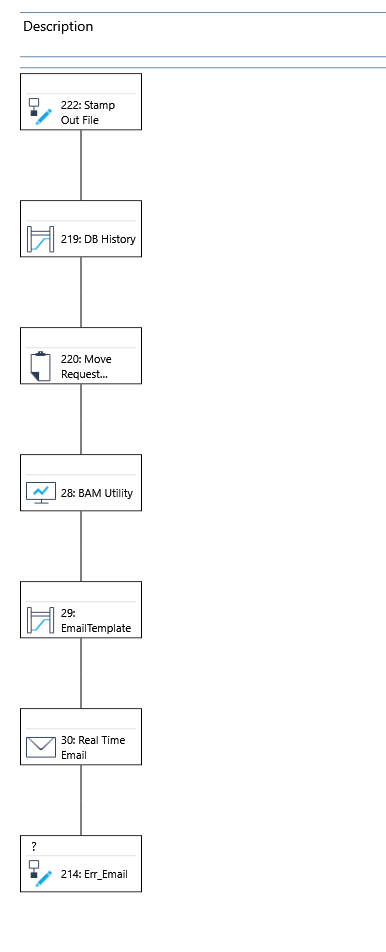 Description
222: Stamp
Out File
219: DB History
220: Move
Request...
28: BAM Utility
29:
EmailTemplate
30: Real Time
Email
?
214: Err_Email